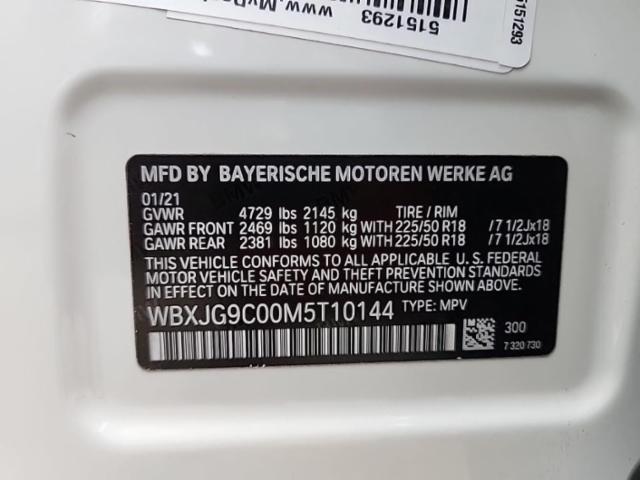 5151293
www.MyDeal
5151293
MFD BY BAYERISCHE MOTOREN WERKE AG
01/21
GVWR 4729 lbs 2145 kg TIRE / RIM
GAWR FRONT 2469 lbs 1120 kg WITH 225/50 R18 /7 1/2Jx18
GAWR REAR 2381 lbs 1080 kg WITH 225/50 R18 /7 1/2Jx18
THIS VEHICLE CONFORMS TO ALL APPLICABLE U. S. FEDERAL
MOTOR VEHICLE SAFETY AND THEFT PREVENTION STANDARDS
IN EFFECT ON THE DATE OF MANUFACTURE SHOWN ABOVE.
WBXJG9C00M5T10144 TYPE: MPV
300
7 320 730